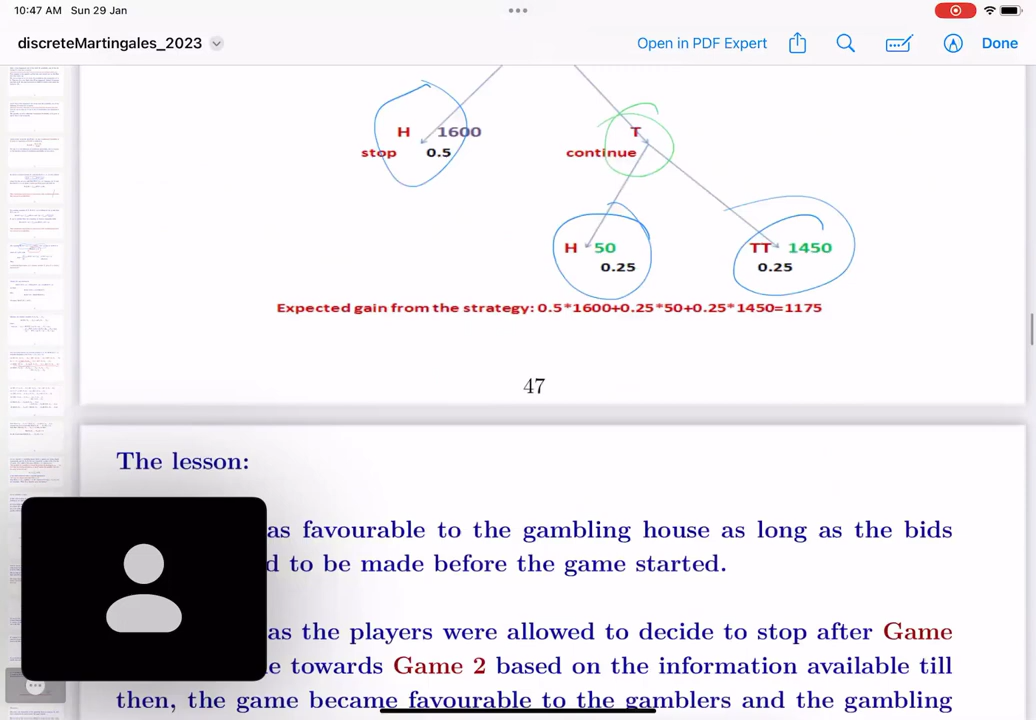 10:47 AM Sun 29 Jan
discreteMartingales_2023
Open in PDF Expert
Done
H 1600
stop 0.5
T
continue
H 50
0.25
TT 1450
0.25
Expected gain from the strategy: 0.5*1600+0.25*50+0.25*1450=1175
47
The lesson:
as favourable to the gambling house as long as the bids
d to be made before the game started.
as the players were allowed to decide to stop after Game
e towards Game 2 based on the information available till
then, the game became favourable to the gamblers and the gambling